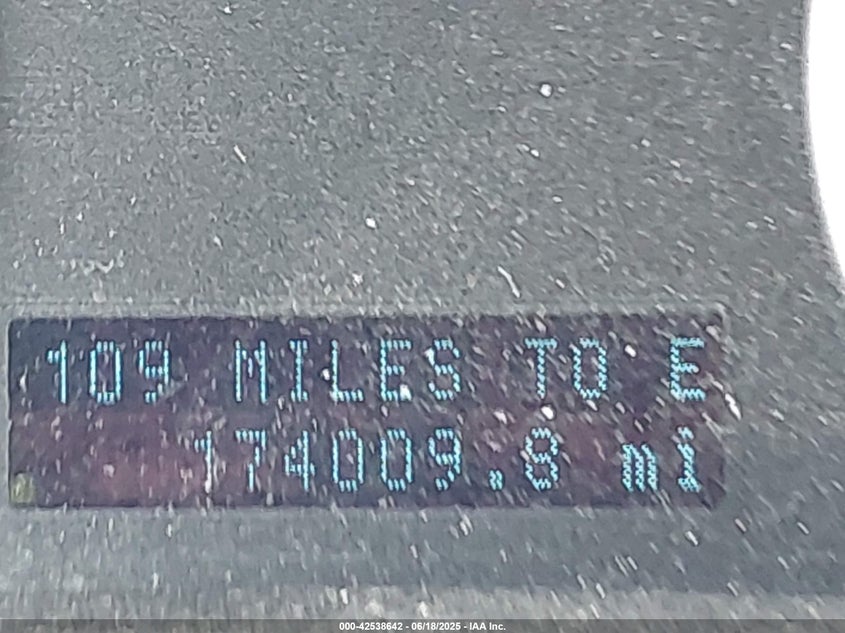 109 MILES TO E
174009.8 mi
000-42538642 - 06/18/2025 - IAA Inc.